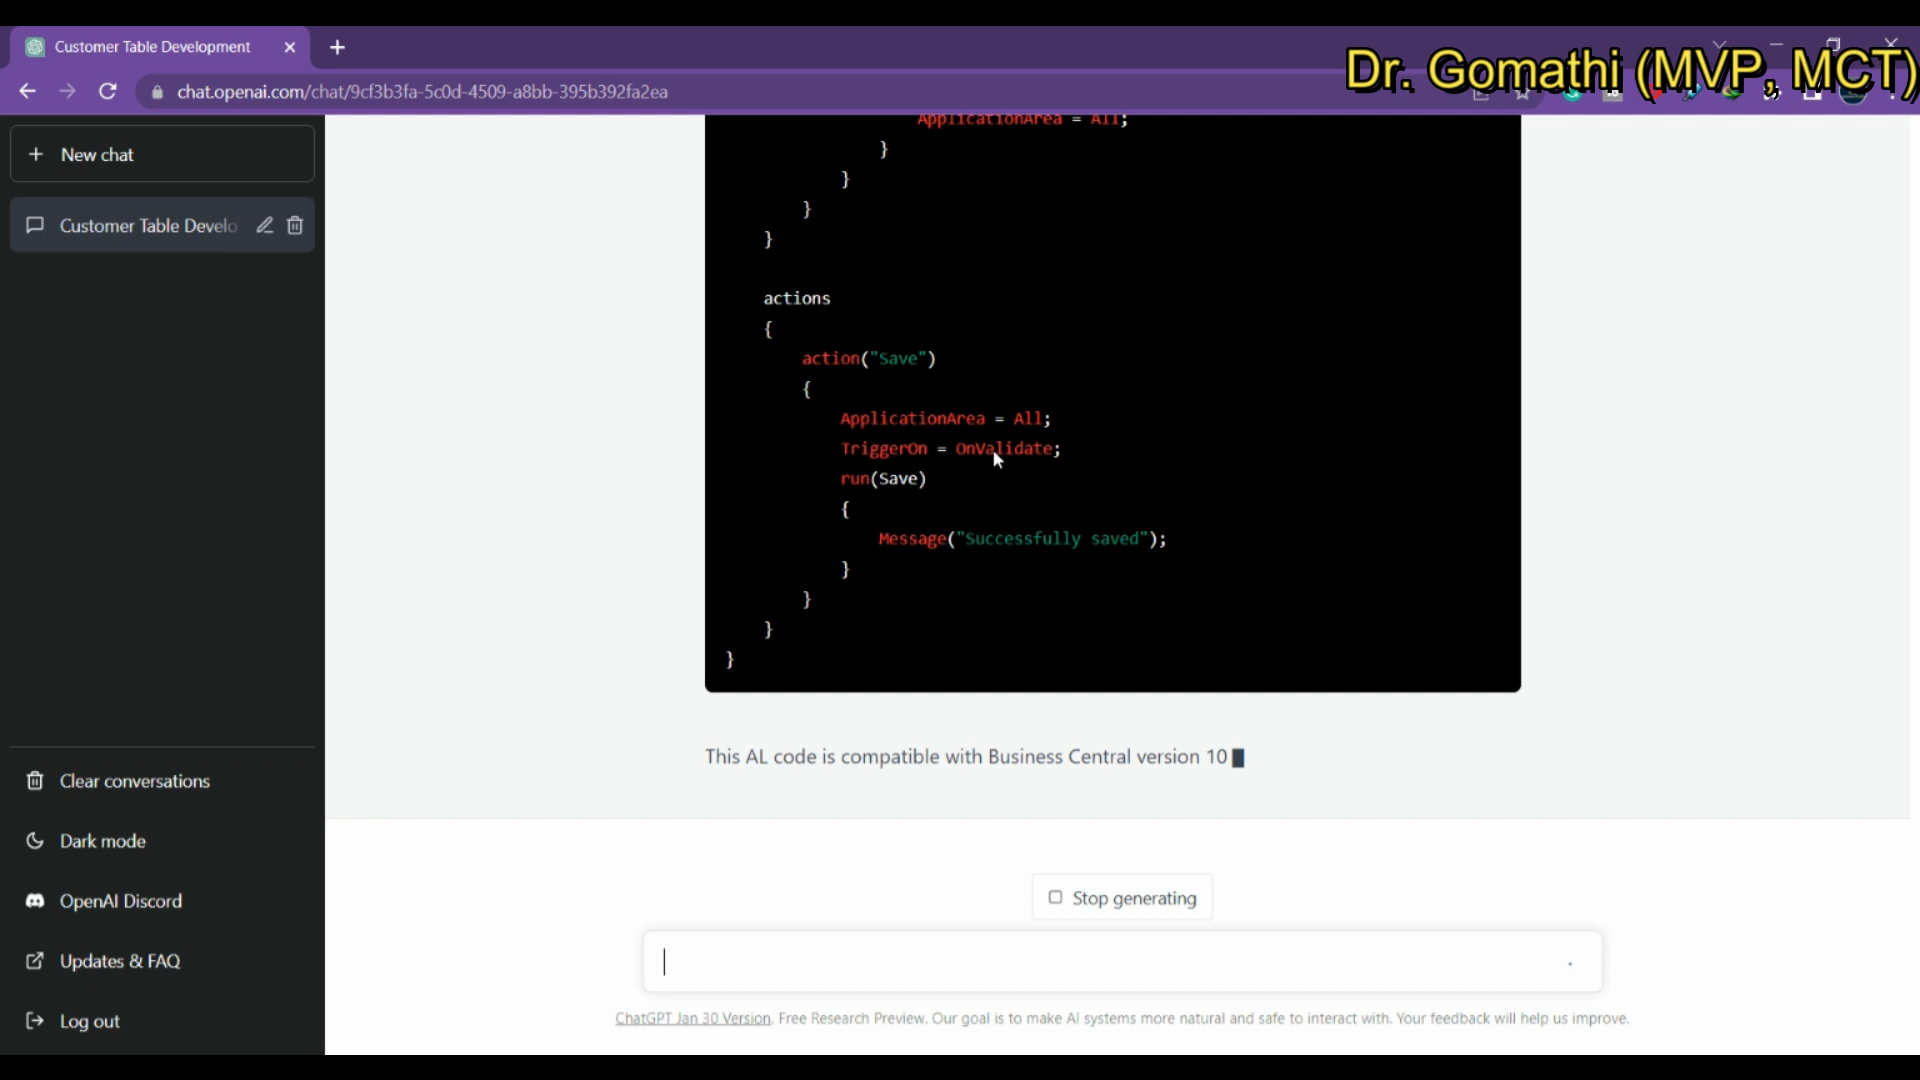 Customer Table Development
Dr. Gomathi (MVP, MCT)
chat.openai.com/chat/9cf3b3fa-5c0d-4509-a8bb-395b392fa2ea
New chat
Customer Table Develo
Clear conversations
Dark mode
OpenAI Discord
Updates & FAQ
Log out
ApplicationArea = All;
}
}
}
}
actions
{
action("Save")
{
ApplicationArea = All;
TriggerOn = OnValidate;
run(Save)
{
Message("Successfully saved");
}
}
}
}
This AL code is compatible with Business Central version 10
Stop generating
ChatGPT Jan 30 Version. Free Research Preview. Our goal is to make AI systems more natural and safe to interact with. Your feedback will help us improve.